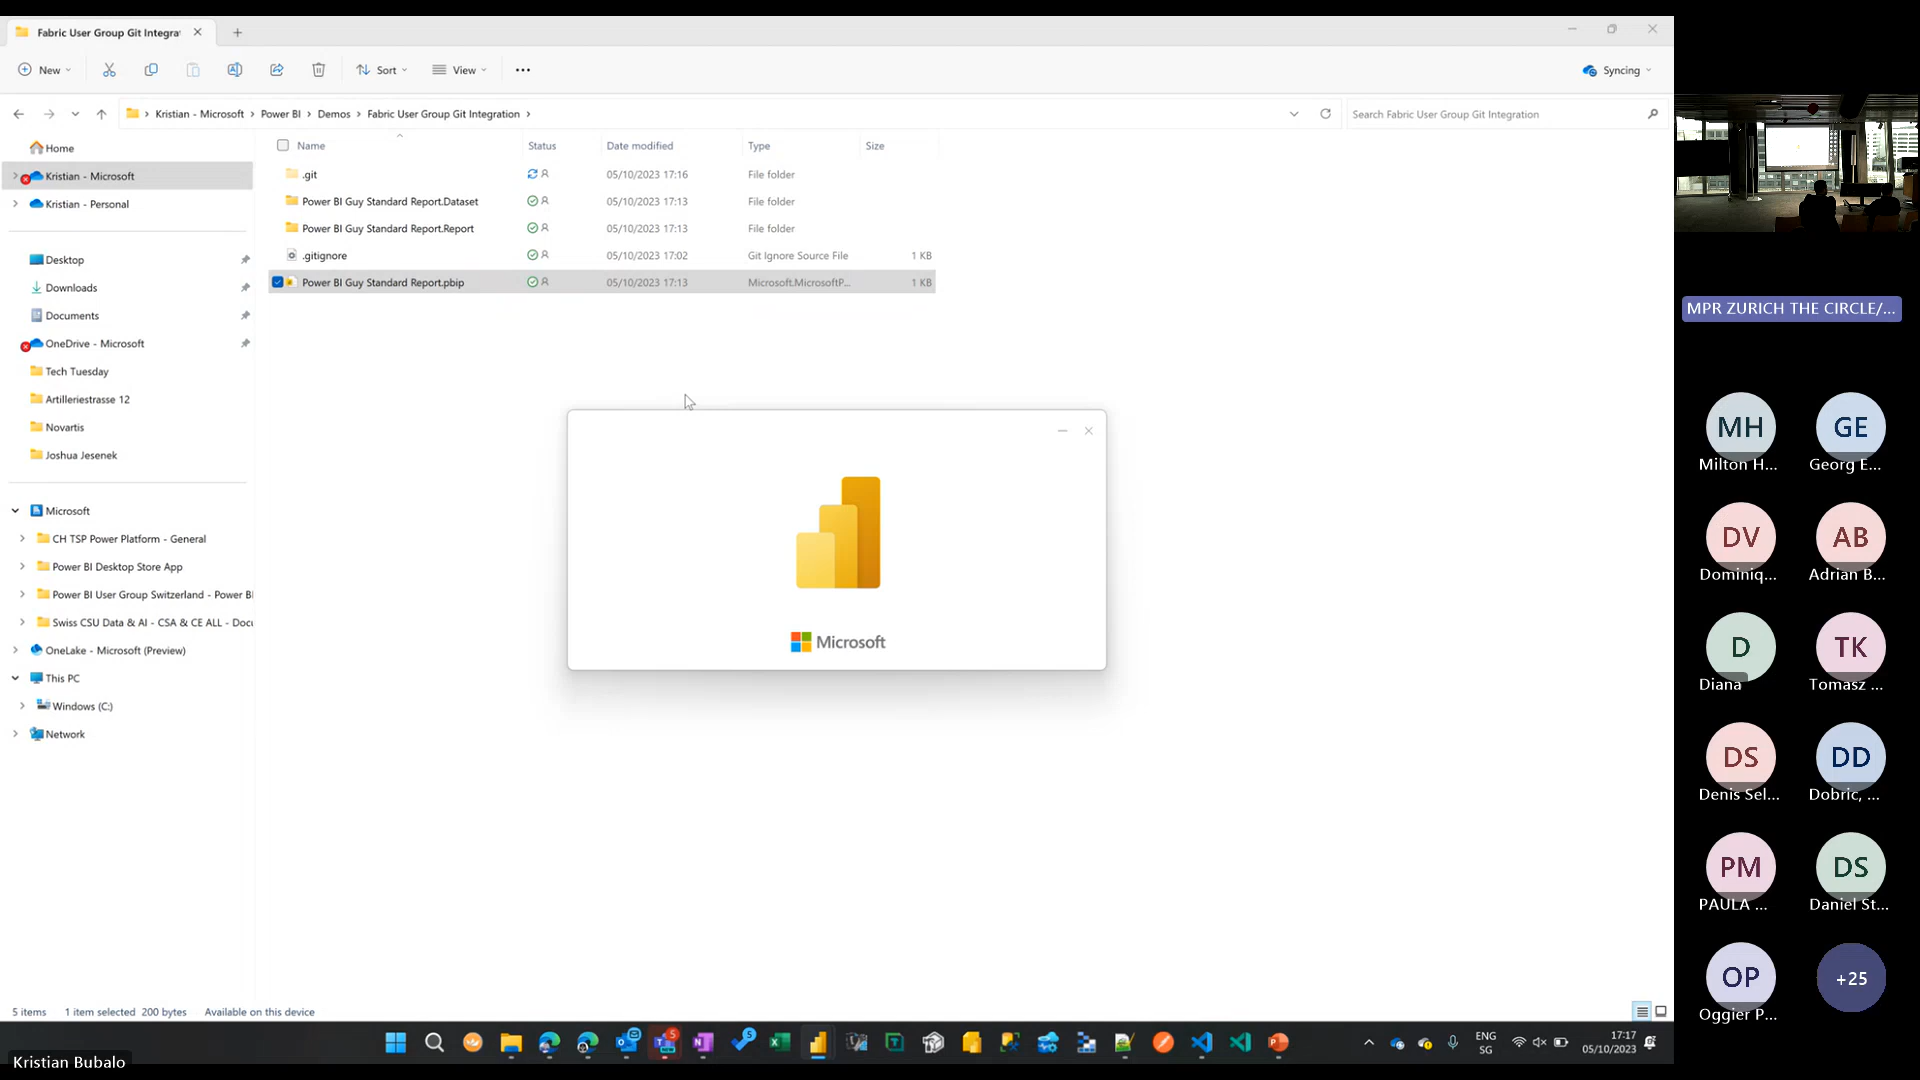 Fabric User Group Git Integra
New
Sort
View
Syncing
Kristian - Microsoft
Power BI
Demos
Fabric User Group Git Integration
Search Fabric User Group Git Integration
Name
Status
Date modified
Type
Size
.git
05/10/2023 17:16
File folder
Power BI Guy Standard Report.Dataset
05/10/2023 17:13
File folder
Power BI Guy Standard Report.Report
05/10/2023 17:13
File folder
.gitignore
05/10/2023 17:02
Git Ignore Source File
1 KB
Power BI Guy Standard Report.pbip
05/10/2023 17:13
Microsoft.MicrosoftP...
1 KB
Home
Kristian - Microsoft
Kristian - Personal
Desktop
Downloads
Documents
OneDrive - Microsoft
Tech Tuesday
Artilleriestrasse 12
Novartis
Joshua Jesenek
Microsoft
CH TSP Power Platform - General
Power BI Desktop Store App
Power BI User Group Switzerland - Power BI
Swiss CSU Data & AI - CSA & CE ALL - Docu
OneLake - Microsoft (Preview)
This PC
Windows (C:)
Network
Microsoft
5 items
1 item selected 200 bytes
Available on this device
ENG
SG
17:17
05/10/2023
Kristian Bubalo
MPR ZURICH THE CIRCLE/...
MH
Milton H...
GE
Georg E...
DV
Dominiq...
AB
Adrian B...
D
Diana
TK
Tomasz ...
DS
Denis Sel...
DD
Dobric, ...
PM
PAULA ...
DS
Daniel St...
OP
Oggier P...
+25